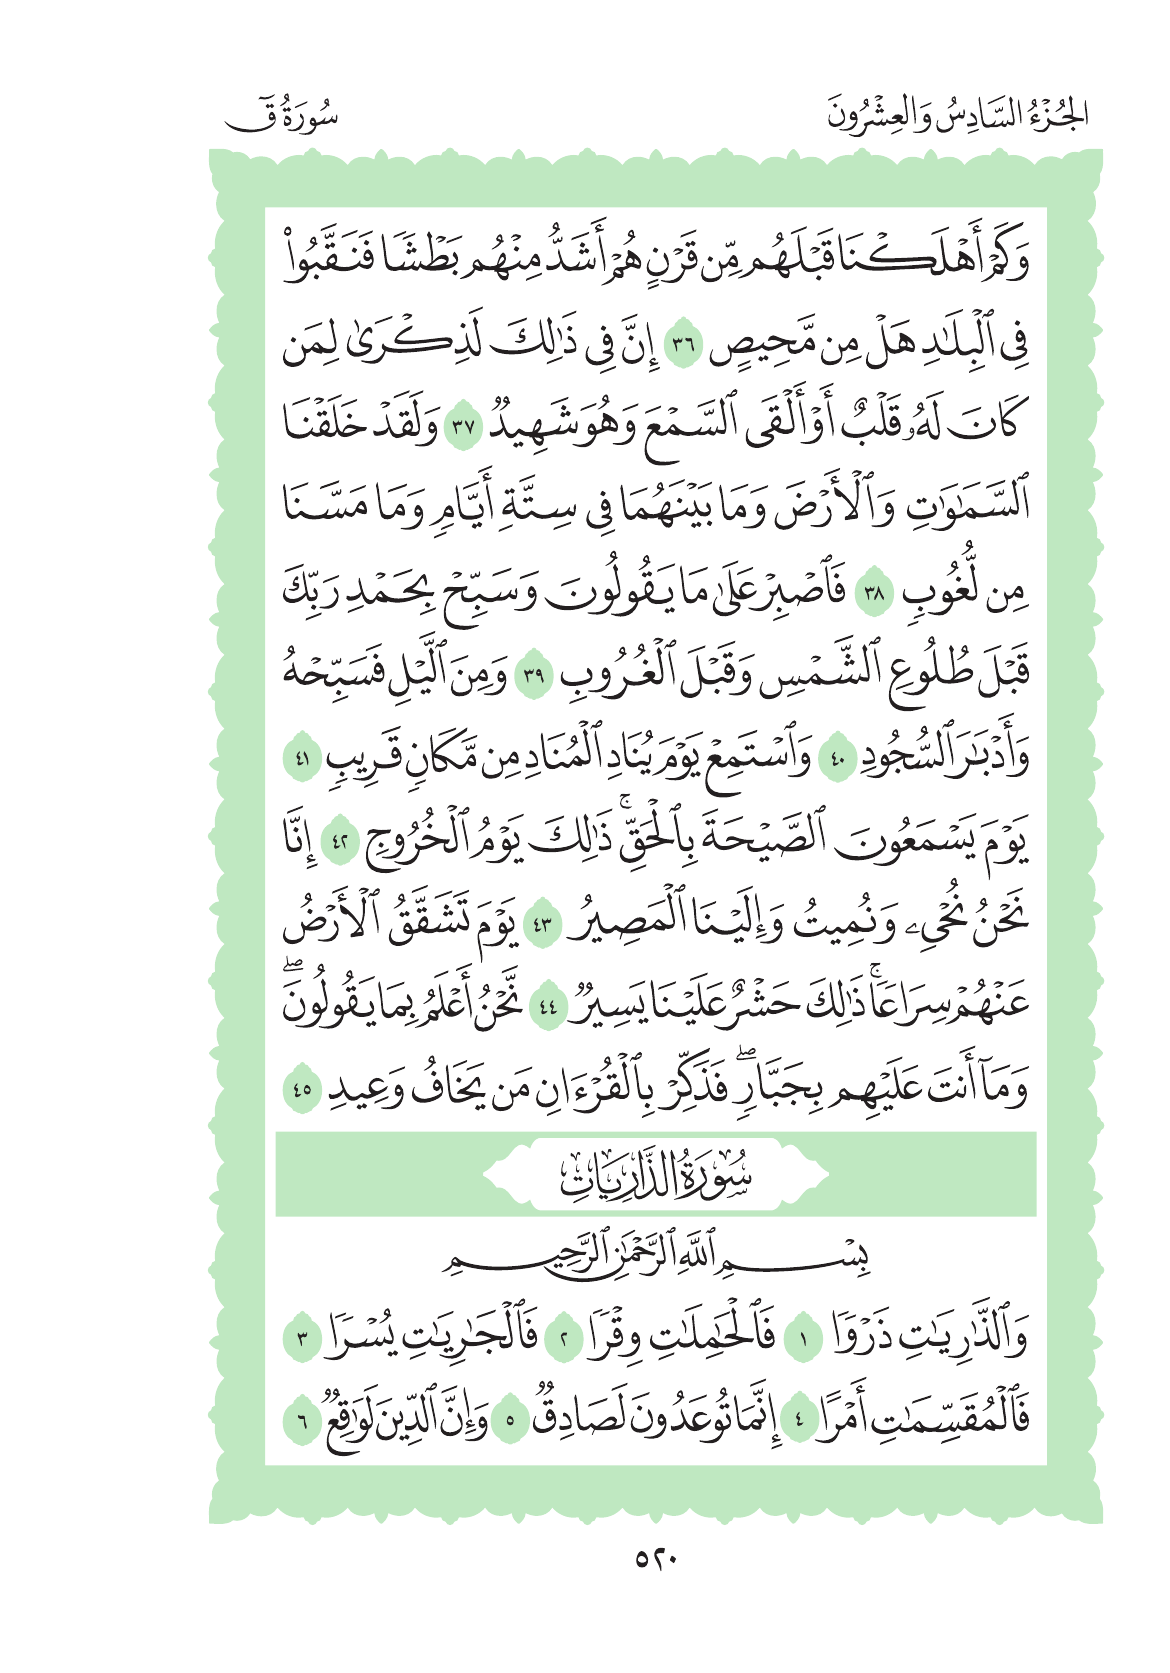 الجُزْءُ السَّادِسُ وَالعِشْرُونَ
سُورَةُ قٓ
وَكَمْ أَهْلَكْنَا قَبْلَهُم مِّن قَرْنٍ هُمْ أَشَدُّ مِنْهُم بَطْشًا فَنَقَّبُوا۟
فِى ٱلْبِلَـٰدِ هَلْ مِن مَّحِيصٍ ٣٦ إِنَّ فِى ذَٰلِكَ لَذِكْرَىٰ لِمَن
كَانَ لَهُۥ قَلْبٌ أَوْ أَلْقَى ٱلسَّمْعَ وَهُوَ شَهِيدٌ ٣٧ وَلَقَدْ خَلَقْنَا
ٱلسَّمَـٰوَٰتِ وَٱلْأَرْضَ وَمَا بَيْنَهُمَا فِى سِتَّةِ أَيَّامٍ وَمَا مَسَّنَا
مِن لُّغُوبٍ ٣٨ فَٱصْبِرْ عَلَىٰ مَا يَقُولُونَ وَسَبِّحْ بِحَمْدِ رَبِّكَ
قَبْلَ طُلُوعِ ٱلشَّمْسِ وَقَبْلَ ٱلْغُرُوبِ ٣٩ وَمِنَ ٱلَّيْلِ فَسَبِّحْهُ
وَأَدْبَـٰرَ ٱلسُّجُودِ ٤٠ وَٱسْتَمِعْ يَوْمَ يُنَادِ ٱلْمُنَادِ مِن مَّكَانٍ قَرِيبٍ ٤١
يَوْمَ يَسْمَعُونَ ٱلصَّيْحَةَ بِٱلْحَقِّ ۚ ذَٰلِكَ يَوْمُ ٱلْخُرُوجِ ٤٢ إِنَّا
نَحْنُ نُحْىِۦ وَنُمِيتُ وَإِلَيْنَا ٱلْمَصِيرُ ٤٣ يَوْمَ تَشَقَّقُ ٱلْأَرْضُ
عَنْهُمْ سِرَاعًا ۚ ذَٰلِكَ حَشْرٌ عَلَيْنَا يَسِيرٌ ٤٤ نَّحْنُ أَعْلَمُ بِمَا يَقُولُونَ ۖ
وَمَآ أَنتَ عَلَيْهِم بِجَبَّارٍ ۖ فَذَكِّرْ بِٱلْقُرْءَانِ مَن يَخَافُ وَعِيدِ ٤٥
سُورَةُ الذَّارِيَاتِ
بِسْمِ ٱللَّهِ ٱلرَّحْمَـٰنِ ٱلرَّحِيمِ
وَٱلذَّٰرِيَـٰتِ ذَرْوًا ١ فَٱلْحَـٰمِلَـٰتِ وِقْرًا ٢ فَٱلْجَـٰرِيَـٰتِ يُسْرًا ٣
فَٱلْمُقَسِّمَـٰتِ أَمْرًا ٤ إِنَّمَا تُوعَدُونَ لَصَادِقٌ ٥ وَإِنَّ ٱلدِّينَ لَوَٰقِعٌ ٦
٥٢٠